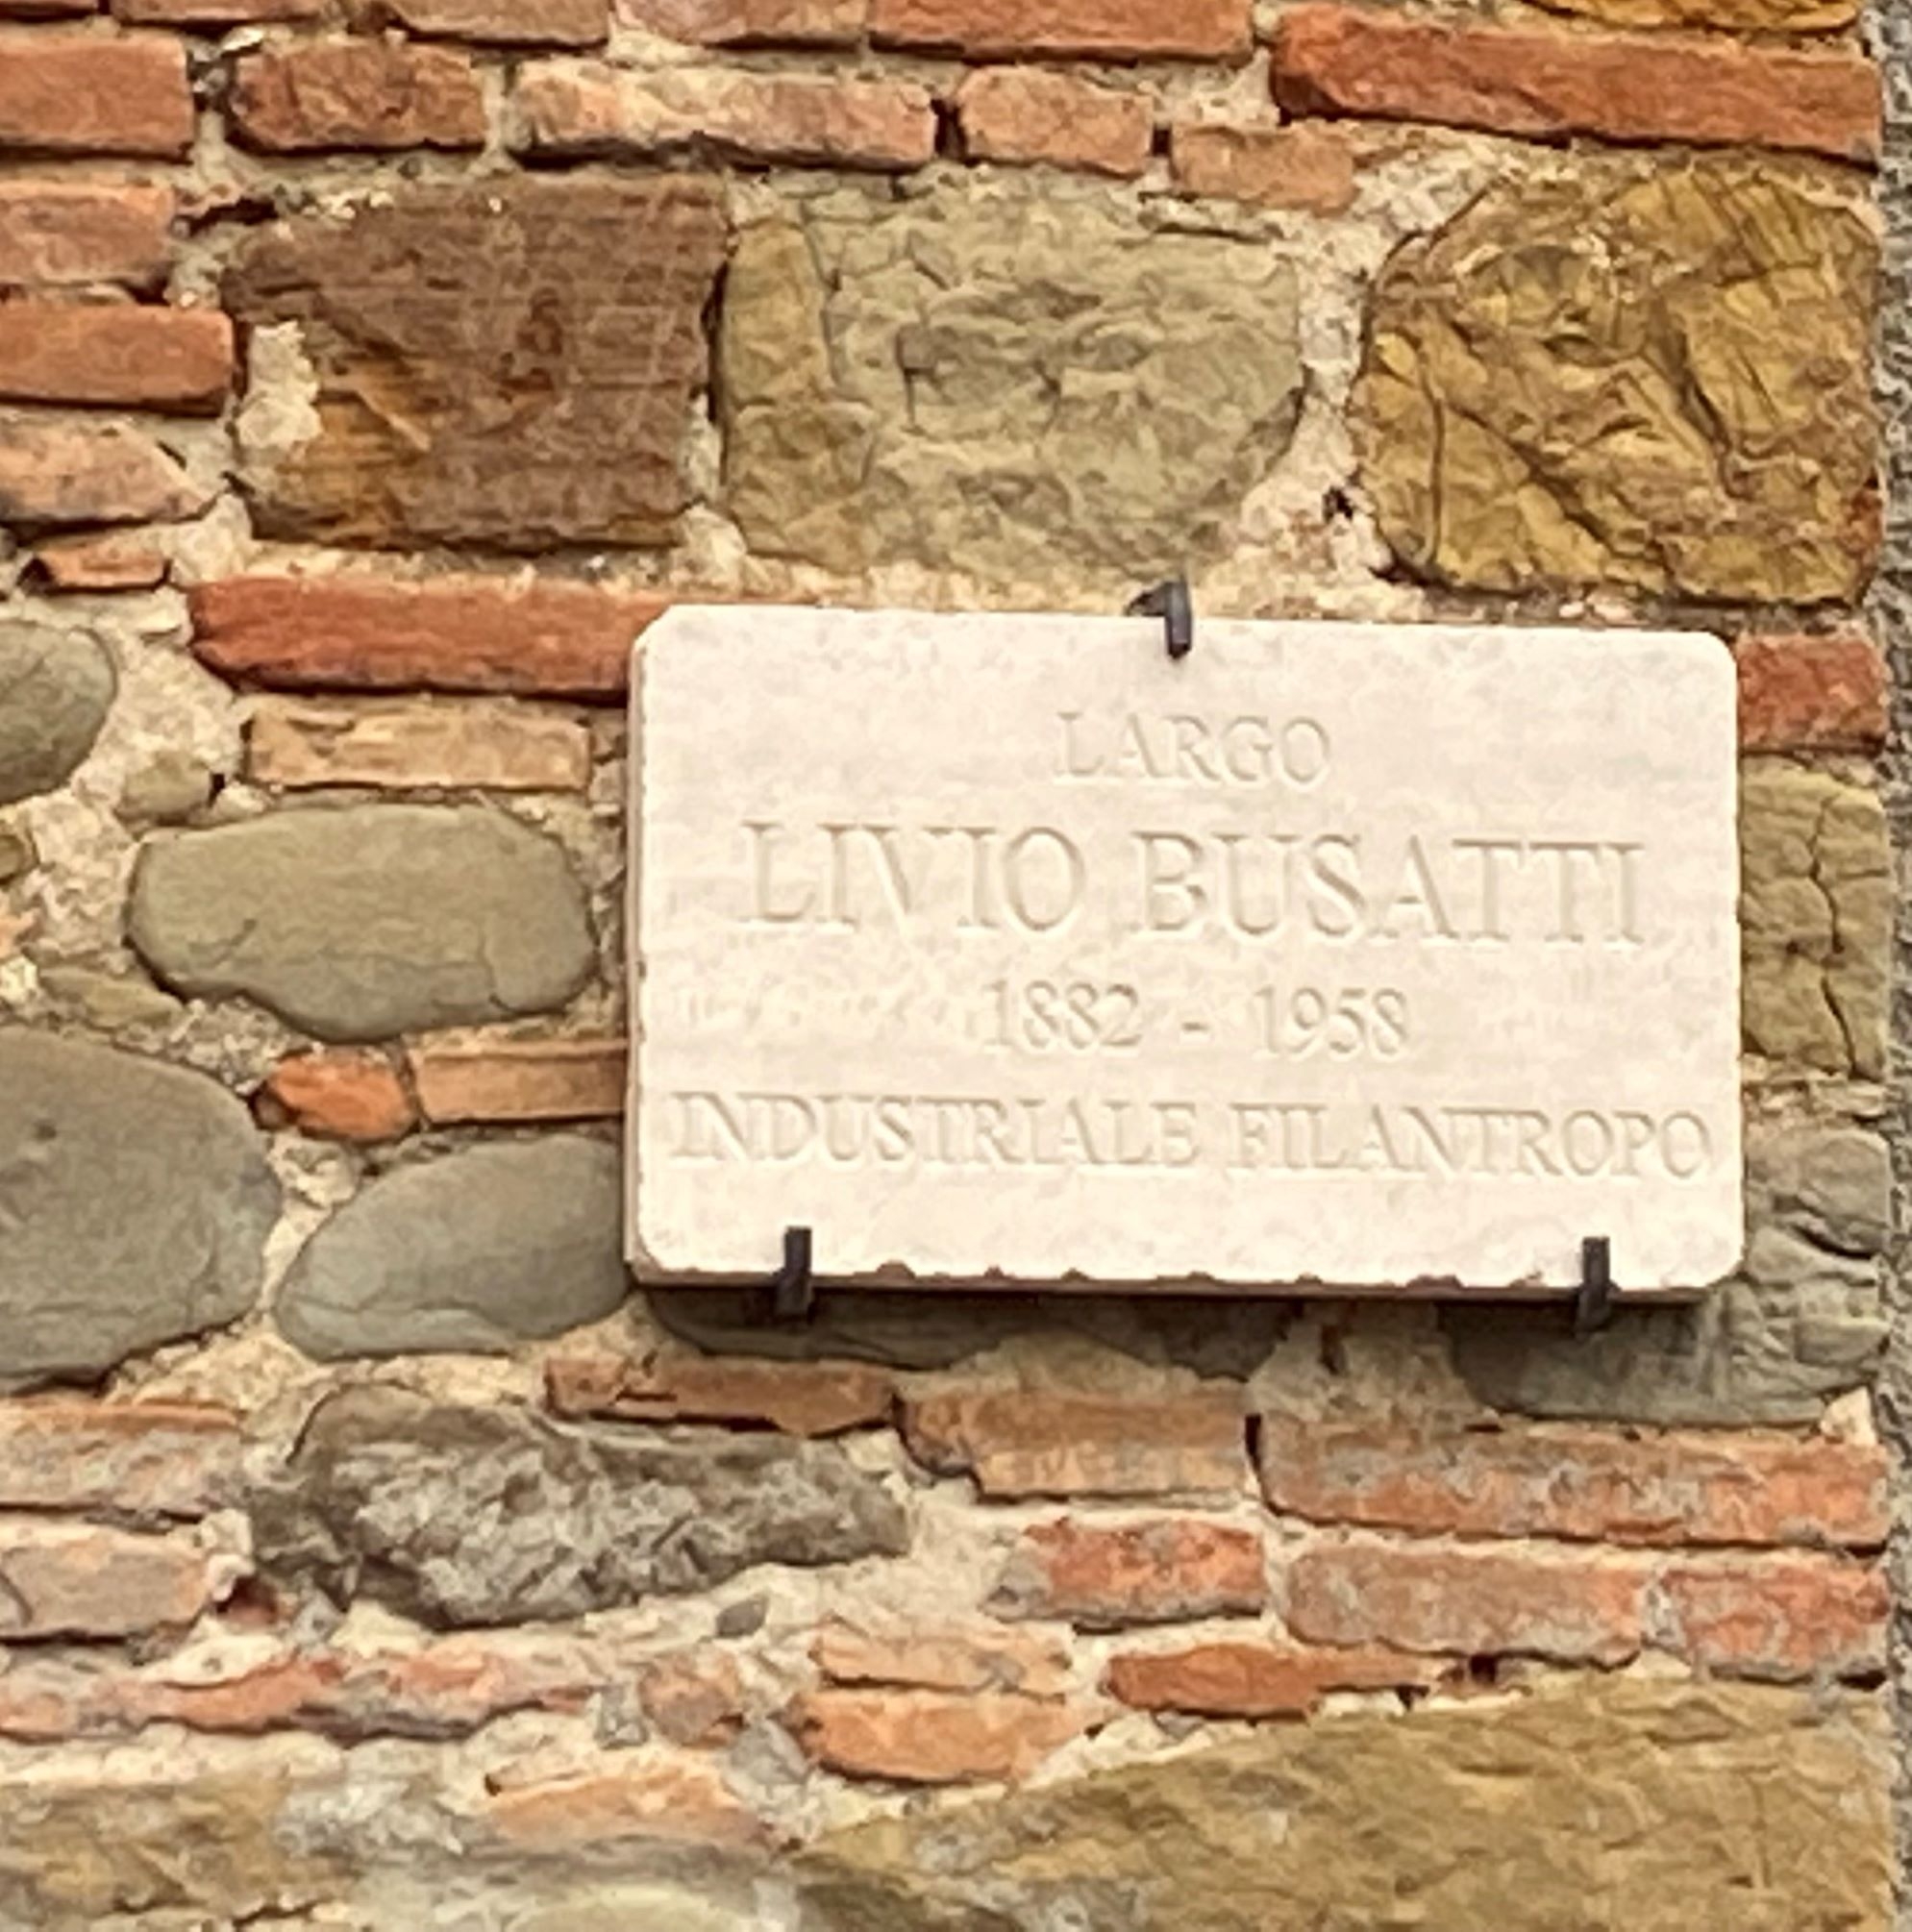 LARGO
LIVIO BUSATTI
1882 - 1958
INDUSTRIALE FILANTROPO